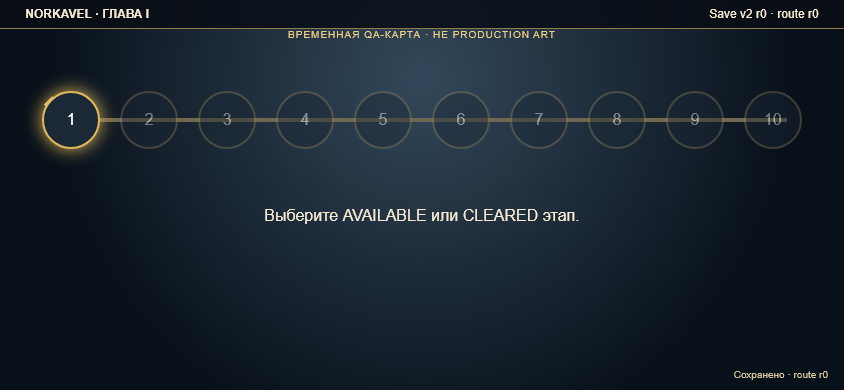 NORKAVEL · ГЛАВА I
Save v2 r0 · route r0
ВРЕМЕННАЯ QA-КАРТА · НЕ PRODUCTION ART
1 2 3 4 5 6 7 8 9 10
Выберите AVAILABLE или CLEARED этап.
Сохранено · route r0